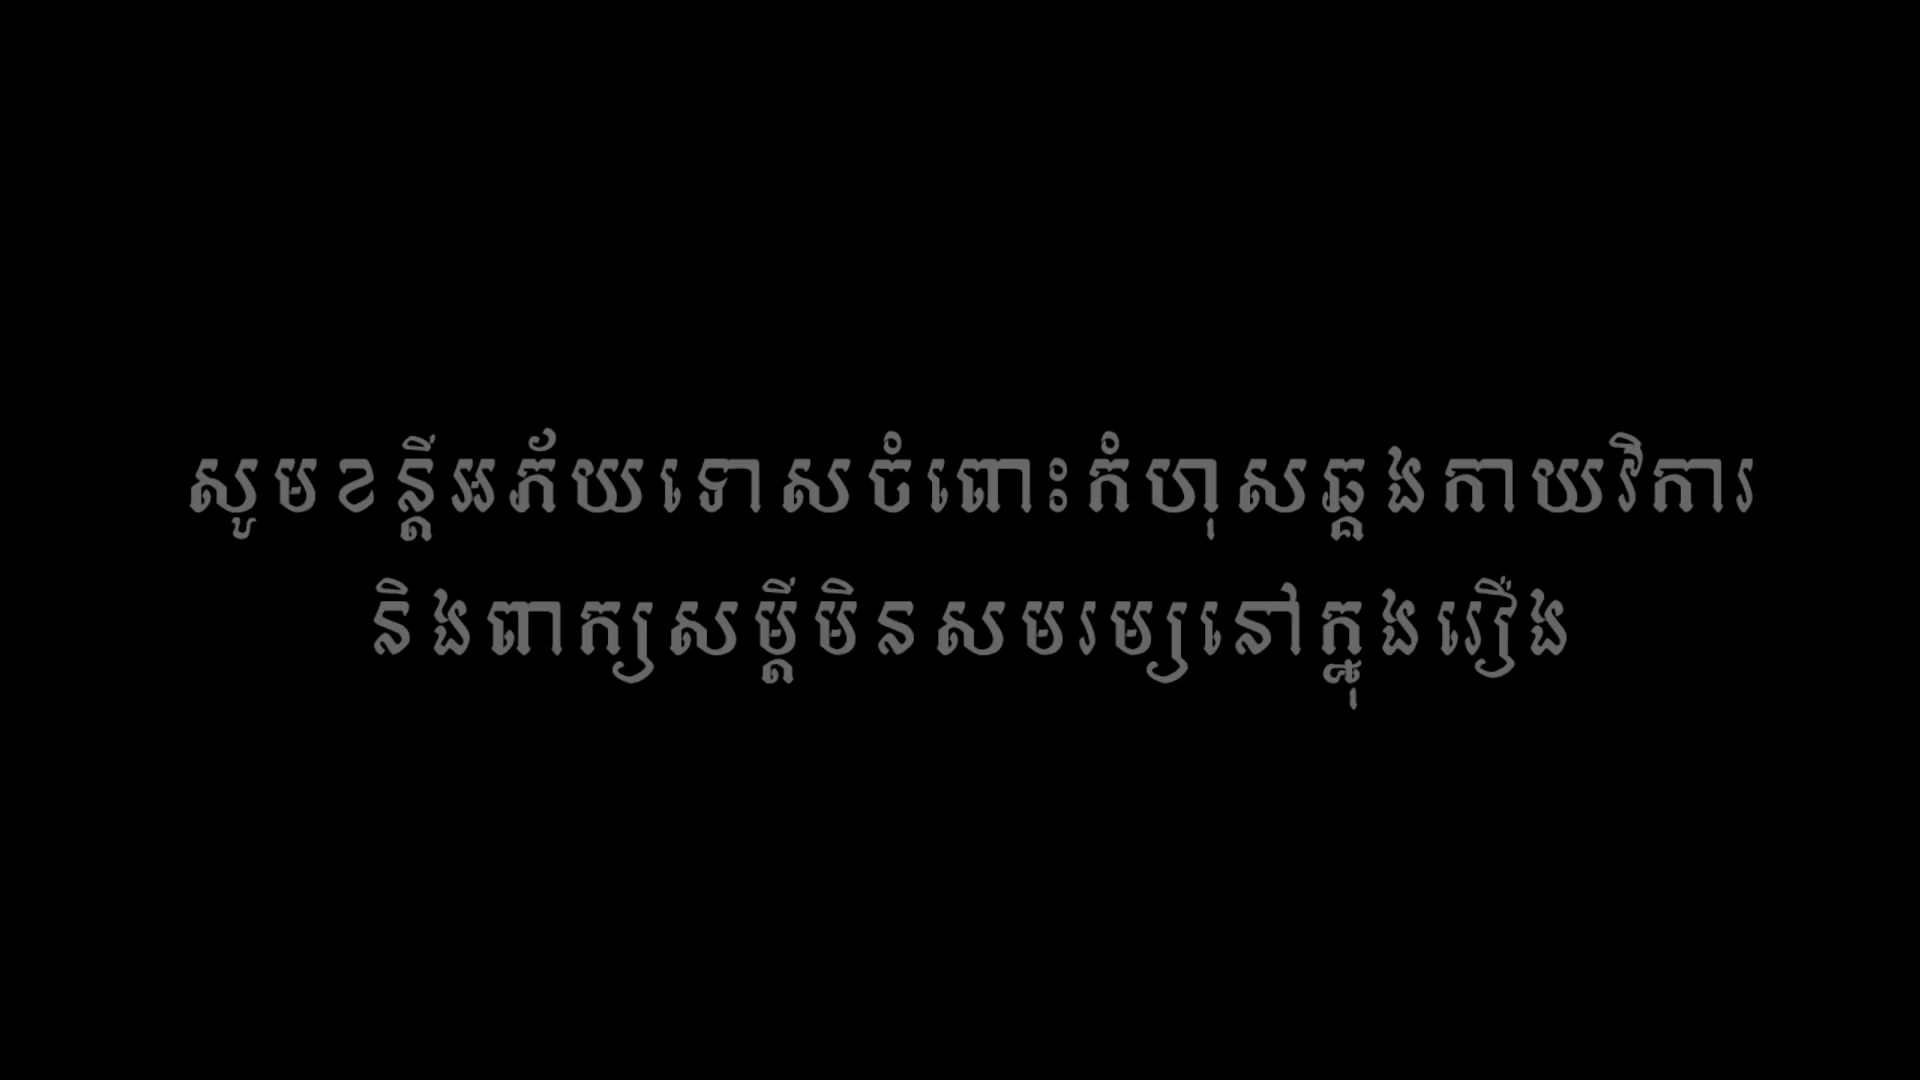 សូមខន្តីអភ័យទោសចំពោះកំហុសឆ្គងកាយវិការ
និងពាក្យសម្តីមិនសមរម្យនៅក្នុងរឿង